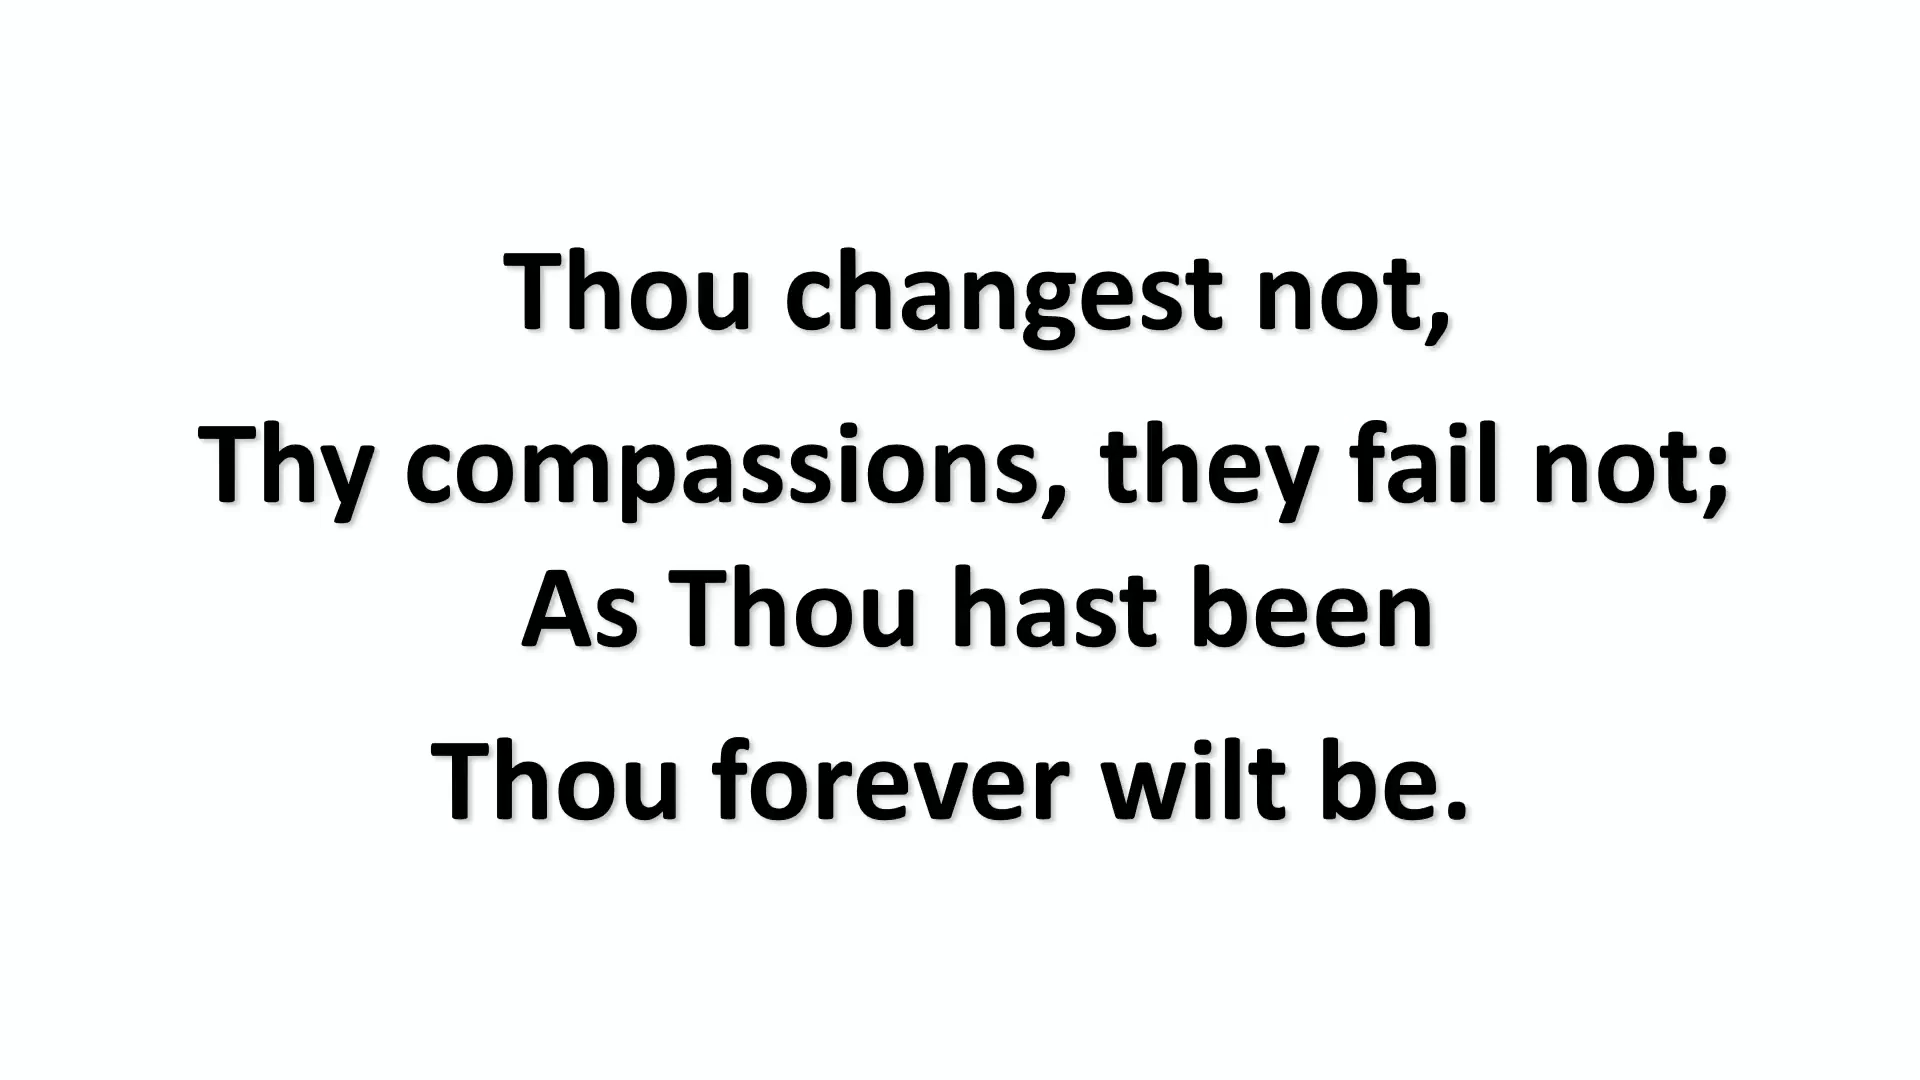 Thou changest not,
Thy compassions, they fail not;
As Thou hast been
Thou forever wilt be.